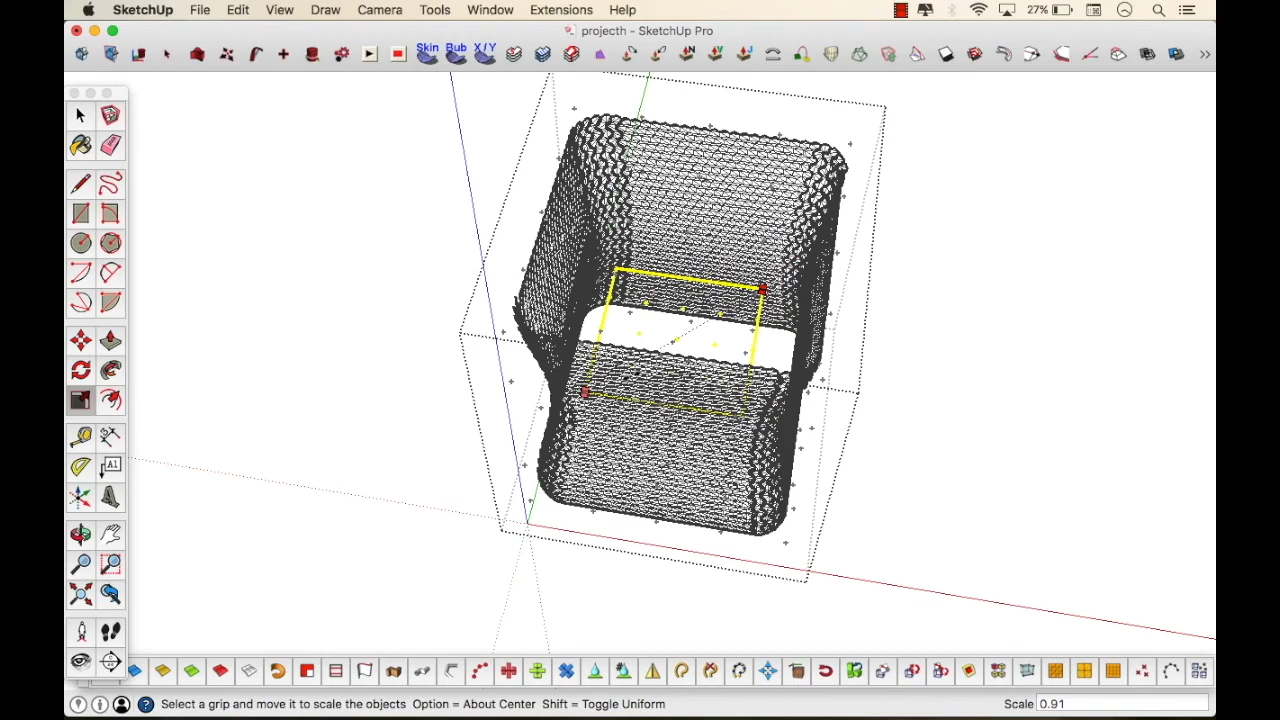 SketchUp File Edit View Draw Camera Tools Window Extensions Help 27%
projecth - SketchUp Pro
Skin Bub X/Y N V J »
A1
Select a grip and move it to scale the objects Option = About Center Shift = Toggle Uniform Scale 0.91